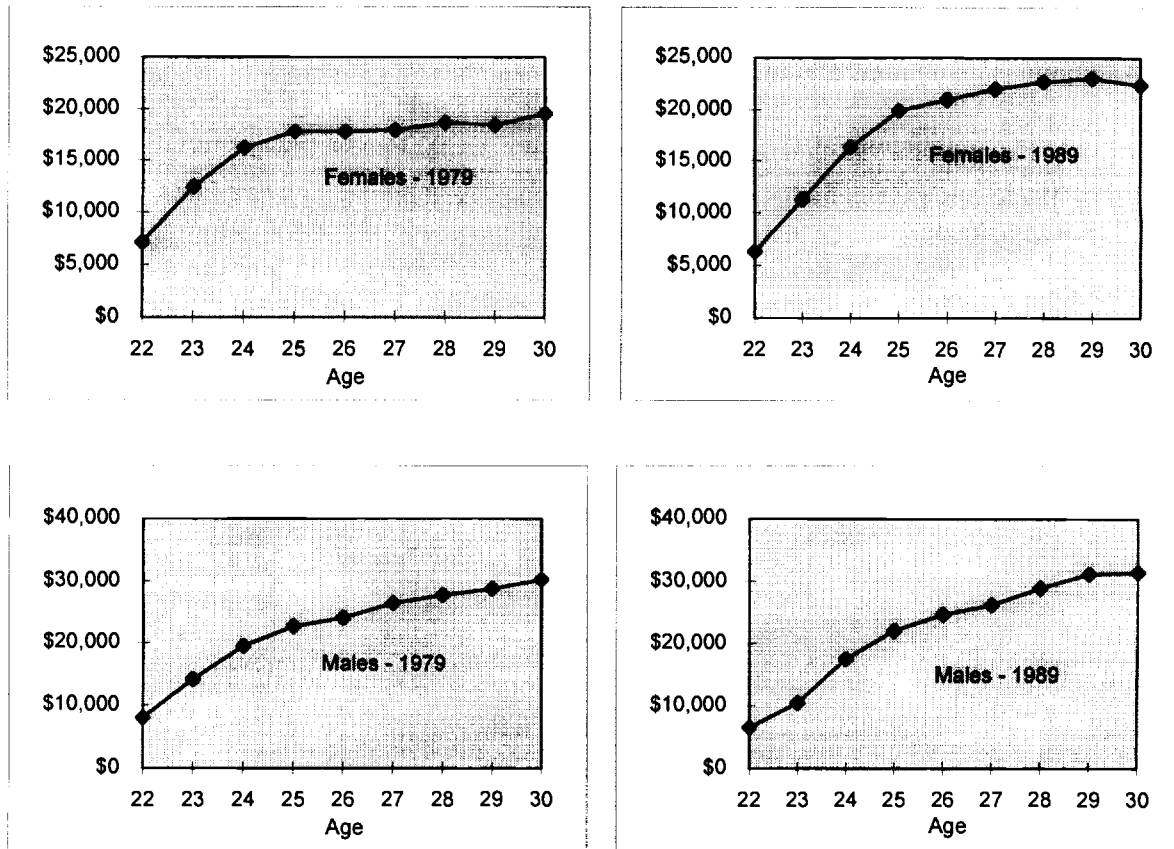 $25,000
$20,000
$15,000
$10,000
$5,000
$0
Females - 1979
22 23 24 25 26 27 28 29 30
Age
$25,000
$20,000
$15,000
$10,000
$5,000
$0
Females - 1989
22 23 24 25 26 27 28 29 30
Age
$40,000
$30,000
$20,000
$10,000
$0
Males - 1979
22 23 24 25 26 27 28 29 30
Age
$40,000
$30,000
$20,000
$10,000
$0
Males - 1989
22 23 24 25 26 27 28 29 30
Age